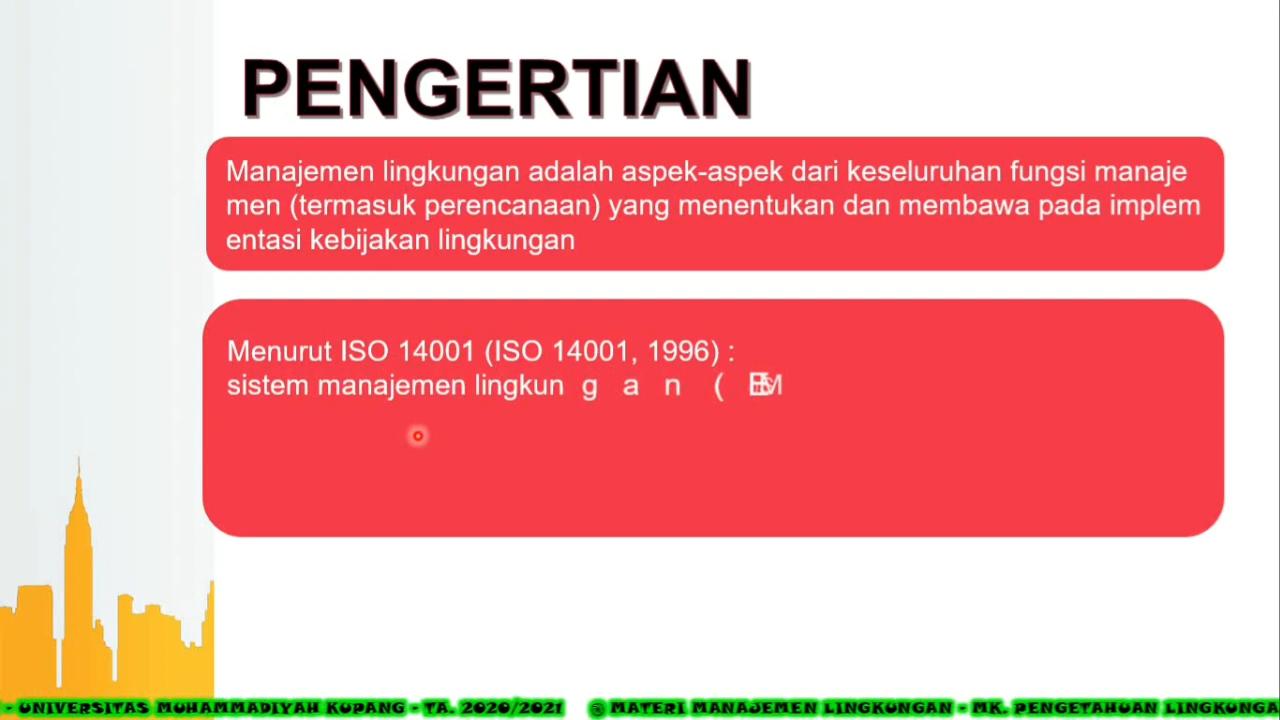 PENGERTIAN
Manajemen lingkungan adalah aspek-aspek dari keseluruhan fungsi manaje
men (termasuk perencanaan) yang menentukan dan membawa pada implem
entasi kebijakan lingkungan
Menurut ISO 14001 (ISO 14001, 1996) :
sistem manajemen lingkun g a n (
- UNIVERSITAS MUHAMMADIYAH KUPANG - TA. 2020/2021 @ MATERI MANAJEMEN LINGKUNGAN - MK. PENGETAHUAN LINGKUNGA